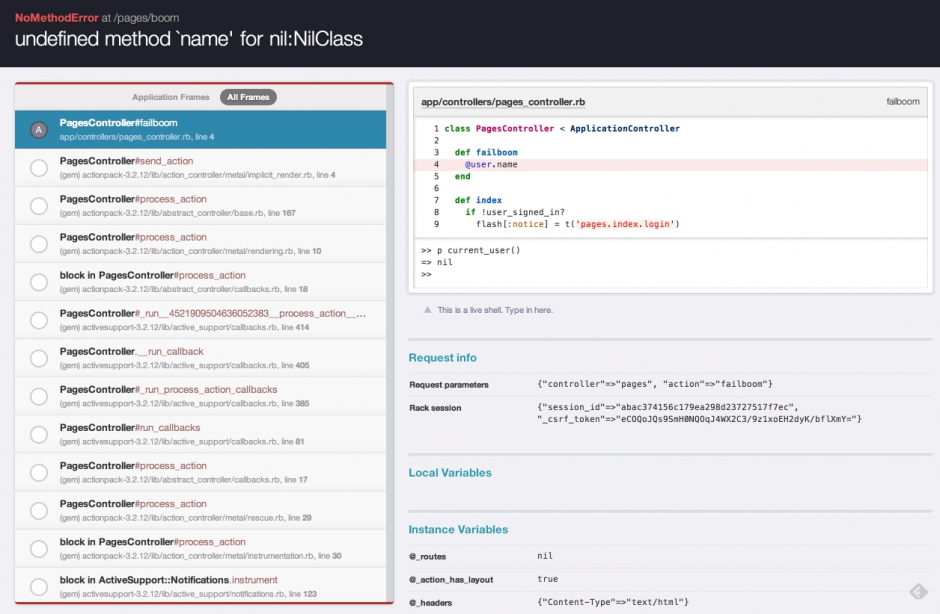 NoMethodError at /pages/boom
undefined method `name' for nil:NilClass
Application Frames All Frames
A
PagesController#failboom
app/controllers/pages_controller.rb, line 4
PagesController#send_action
(gem) actionpack-3.2.12/lib/action_controller/metal/implicit_render.rb, line 4
PagesController#process_action
(gem) actionpack-3.2.12/lib/abstract_controller/base.rb, line 167
PagesController#process_action
(gem) actionpack-3.2.12/lib/action_controller/metal/rendering.rb, line 10
block in PagesController#process_action
(gem) actionpack-3.2.12/lib/abstract_controller/callbacks.rb, line 18
PagesController#_run__4521909504636052383__process_action__...
(gem) activesupport-3.2.12/lib/active_support/callbacks.rb, line 414
PagesController.__run_callback
(gem) activesupport-3.2.12/lib/active_support/callbacks.rb, line 405
PagesController#_run_process_action_callbacks
(gem) activesupport-3.2.12/lib/active_support/callbacks.rb, line 385
PagesController#run_callbacks
(gem) activesupport-3.2.12/lib/active_support/callbacks.rb, line 81
PagesController#process_action
(gem) actionpack-3.2.12/lib/abstract_controller/callbacks.rb, line 17
PagesController#process_action
(gem) actionpack-3.2.12/lib/action_controller/metal/rescue.rb, line 29
block in PagesController#process_action
(gem) actionpack-3.2.12/lib/action_controller/metal/instrumentation.rb, line 30
block in ActiveSupport::Notifications.instrument
(gem) activesupport-3.2.12/lib/active_support/notifications.rb, line 123
app/controllers/pages_controller.rb failboom
1 class PagesController < ApplicationController
2
3 def failboom
4 @user.name
5 end
6
7 def index
8 if !user_signed_in?
9 flash[:notice] = t('pages.index.login')
>> p current_user()
=> nil
>>
This is a live shell. Type in here.
Request info
Request parameters {"controller"=>"pages", "action"=>"failboom"}
Rack session {"session_id"=>"abac374156c179ea298d23727517f7ec",
"_csrf_token"=>"eCOQoJQs9SmH0NQOqJ4WX2C3/9z1xoEH2dyK/bflXmY="}
Local Variables
Instance Variables
@_routes nil
@_action_has_layout true
@_headers {"Content-Type"=>"text/html"}